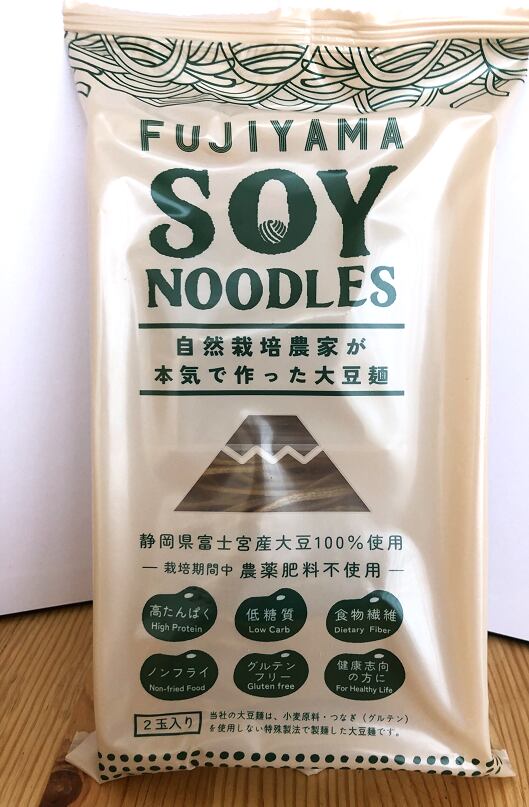 FUJIYAMA
SOY
NOODLES
自然栽培農家が
本気で作った大豆麺
静岡県富士宮産大豆100%使用
― 栽培期間中 農薬肥料不使用 ―
高たんぱく
High Protein
低糖質
Low Carb
食物繊維
Dietary Fiber
ノンフライ
Non-fried Food
グルテン
フリー
Gluten free
健康志向
の方に
For Healthy Life
2玉入り
当社の大豆麺は、小麦原料・つなぎ(グルテン)
を使用しない特殊製法で製麺した大豆麺です。